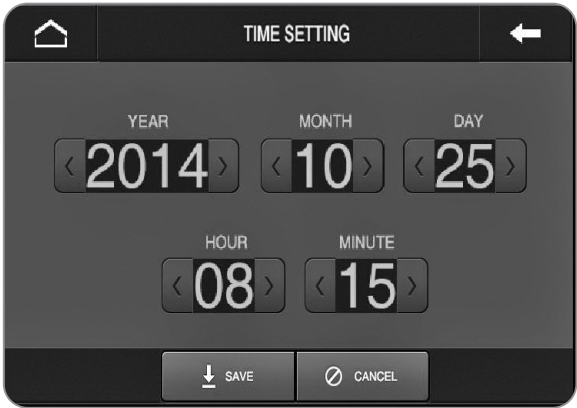 TIME SETTING
YEAR MONTH DAY
2014 10 25
HOUR MINUTE
08 15
SAVE CANCEL